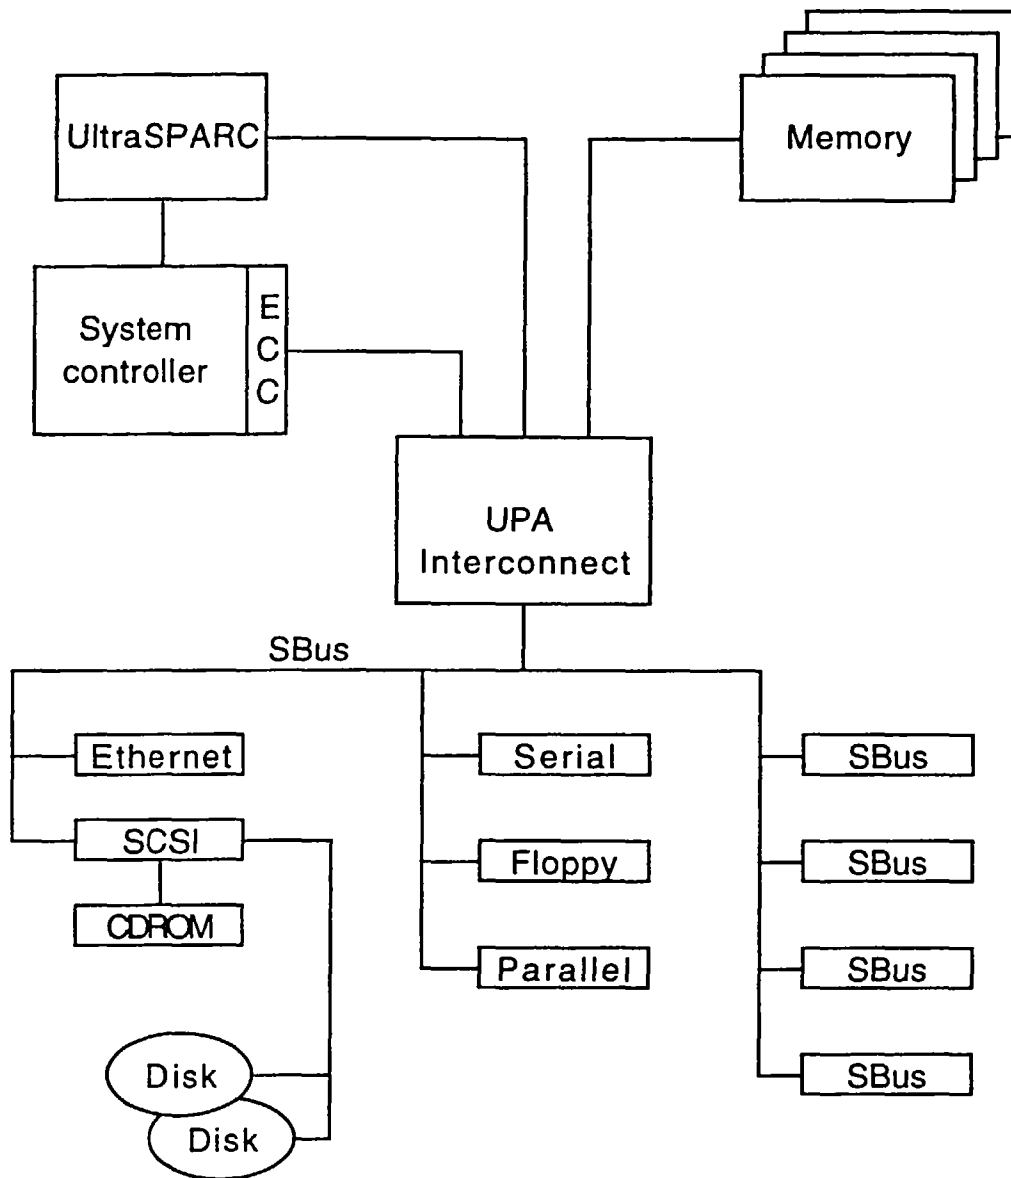 UltraSPARC
Memory
System
controller
E
C
C
UPA
Interconnect
SBus
Ethernet
SCSI
CDROM
Disk
Disk
Serial
Floppy
Parallel
SBus
SBus
SBus
SBus